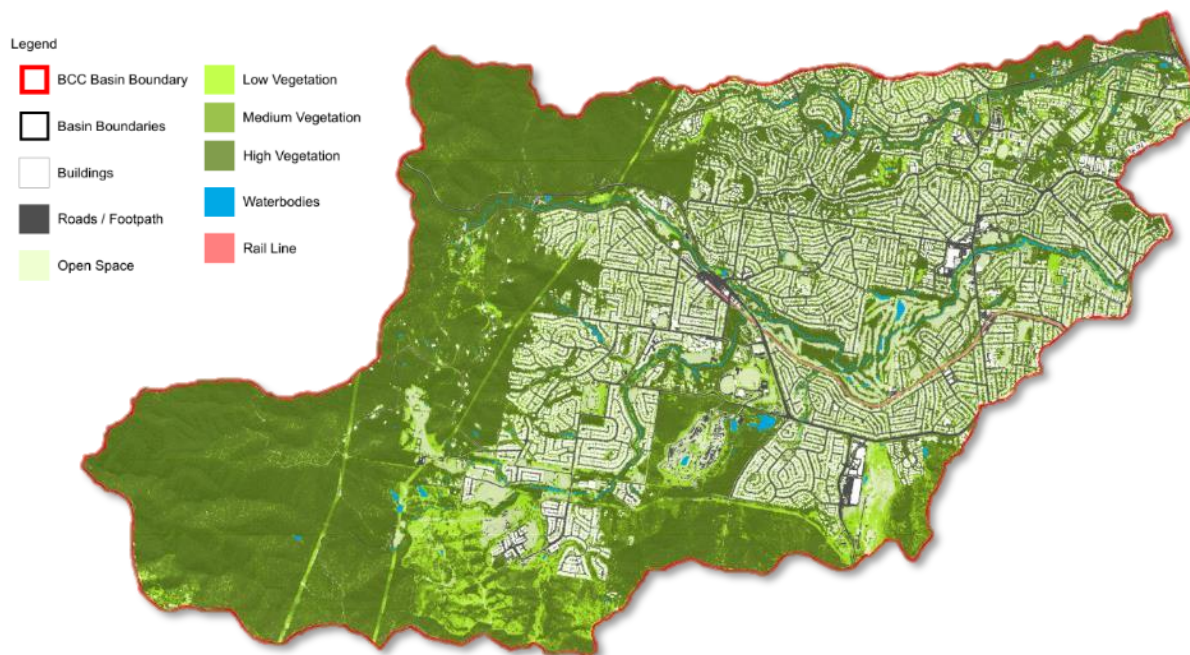 Legend
BCC Basin Boundary
Basin Boundaries
Buildings
Roads / Footpath
Open Space
Low Vegetation
Medium Vegetation
High Vegetation
Waterbodies
Rail Line